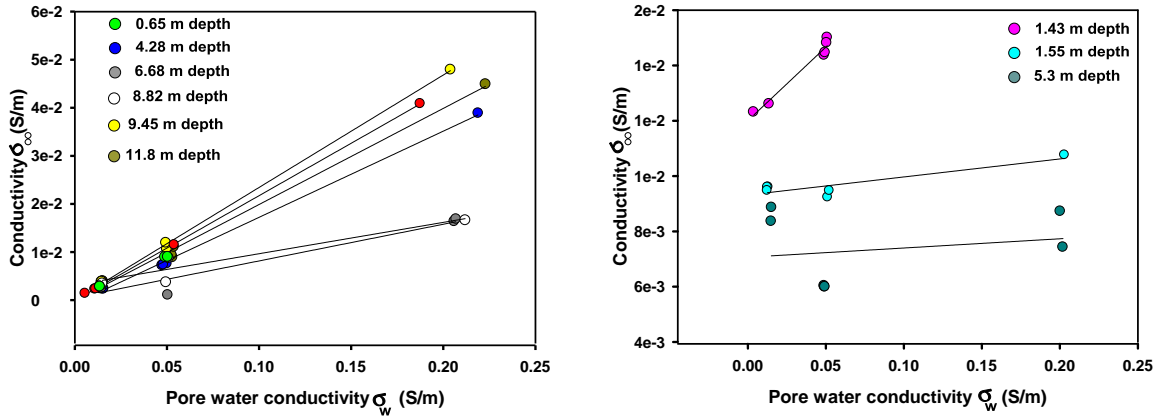 6e-2
5e-2
4e-2
3e-2
2e-2
1e-2
0
Conductivity σ∞ (S/m)
0.65 m depth
4.28 m depth
6.68 m depth
8.82 m depth
9.45 m depth
11.8 m depth
0.00 0.05 0.10 0.15 0.20 0.25
Pore water conductivity σw (S/m)
2e-2
1e-2
1e-2
1e-2
8e-3
6e-3
4e-3
Conductivity σ∞ (S/m)
1.43 m depth
1.55 m depth
5.3 m depth
0.00 0.05 0.10 0.15 0.20 0.25
Pore water conductivity σw (S/m)